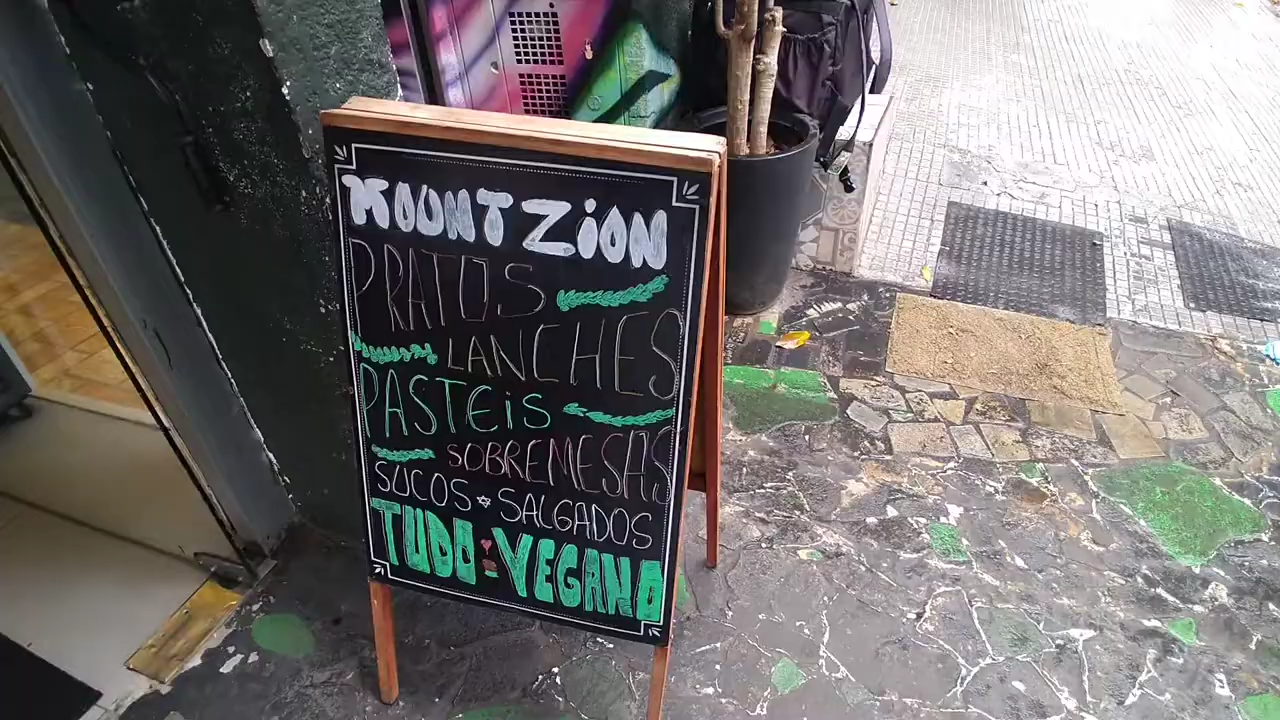 MOUNT ZiON
PRATOS
LANCHES
PASTEiS
SOBREMESAS
SUCOS ✡ SALGADOS
TUDO VEGANO